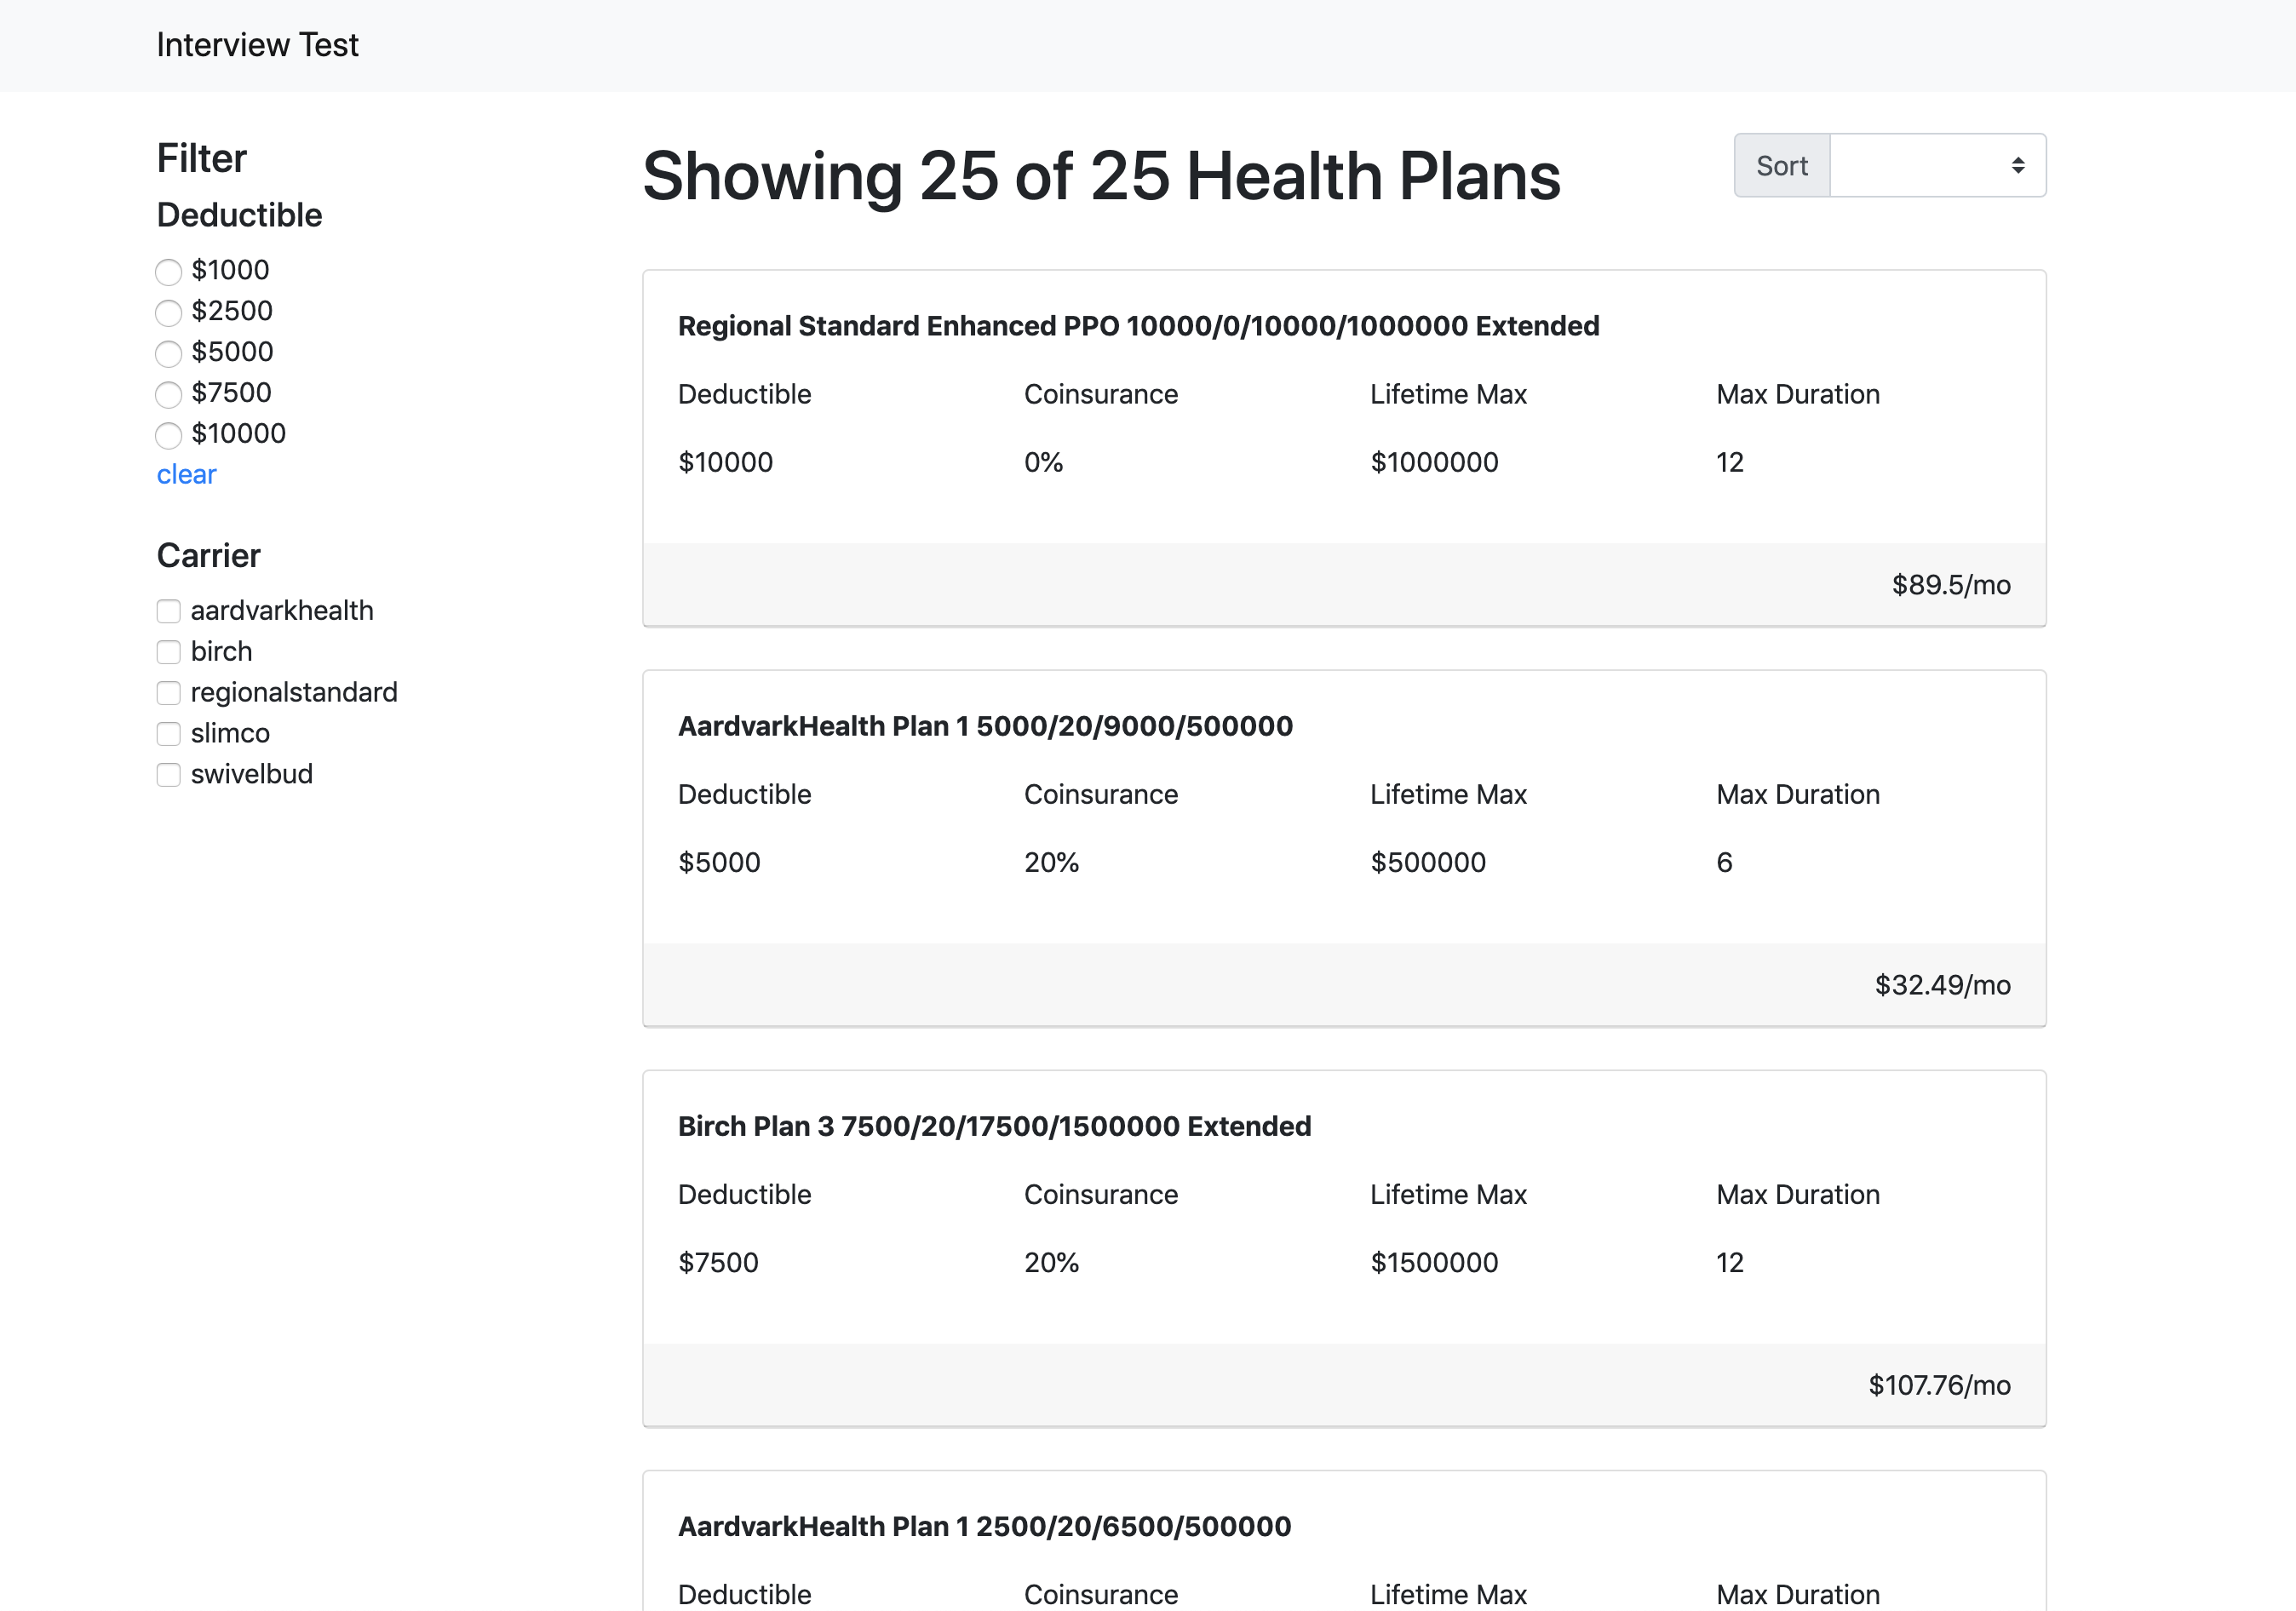 Interview Test
Filter
Deductible
$1000
$2500
$5000
$7500
$10000
clear
Carrier
aardvarkhealth
birch
regionalstandard
slimco
swivelbud
Showing 25 of 25 Health Plans
Sort
Regional Standard Enhanced PPO 10000/0/10000/1000000 Extended
Deductible Coinsurance Lifetime Max Max Duration
$10000 0% $1000000 12
$89.5/mo
AardvarkHealth Plan 1 5000/20/9000/500000
Deductible Coinsurance Lifetime Max Max Duration
$5000 20% $500000 6
$32.49/mo
Birch Plan 3 7500/20/17500/1500000 Extended
Deductible Coinsurance Lifetime Max Max Duration
$7500 20% $1500000 12
$107.76/mo
AardvarkHealth Plan 1 2500/20/6500/500000
Deductible Coinsurance Lifetime Max Max Duration